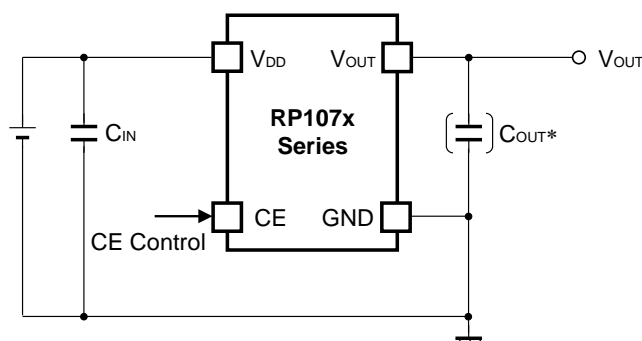 VDD
VOUT
VOUT
RP107x
Series
CIN
COUT*
CE
GND
CE Control